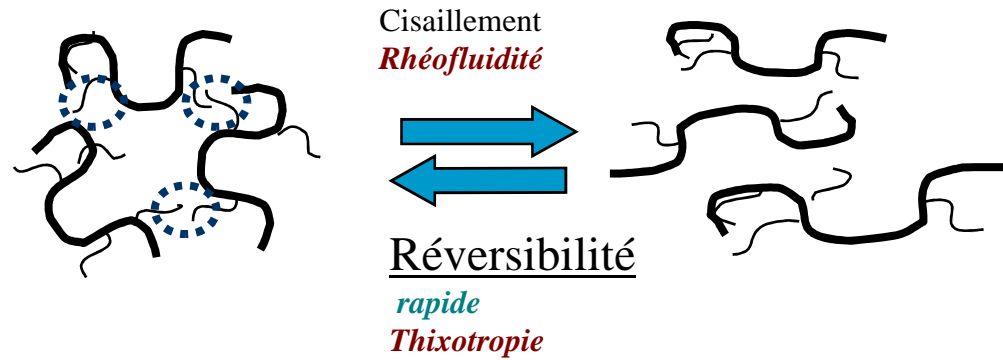 Cisaillement
Rhéofluidité
Réversibilité
rapide
Thixotropie